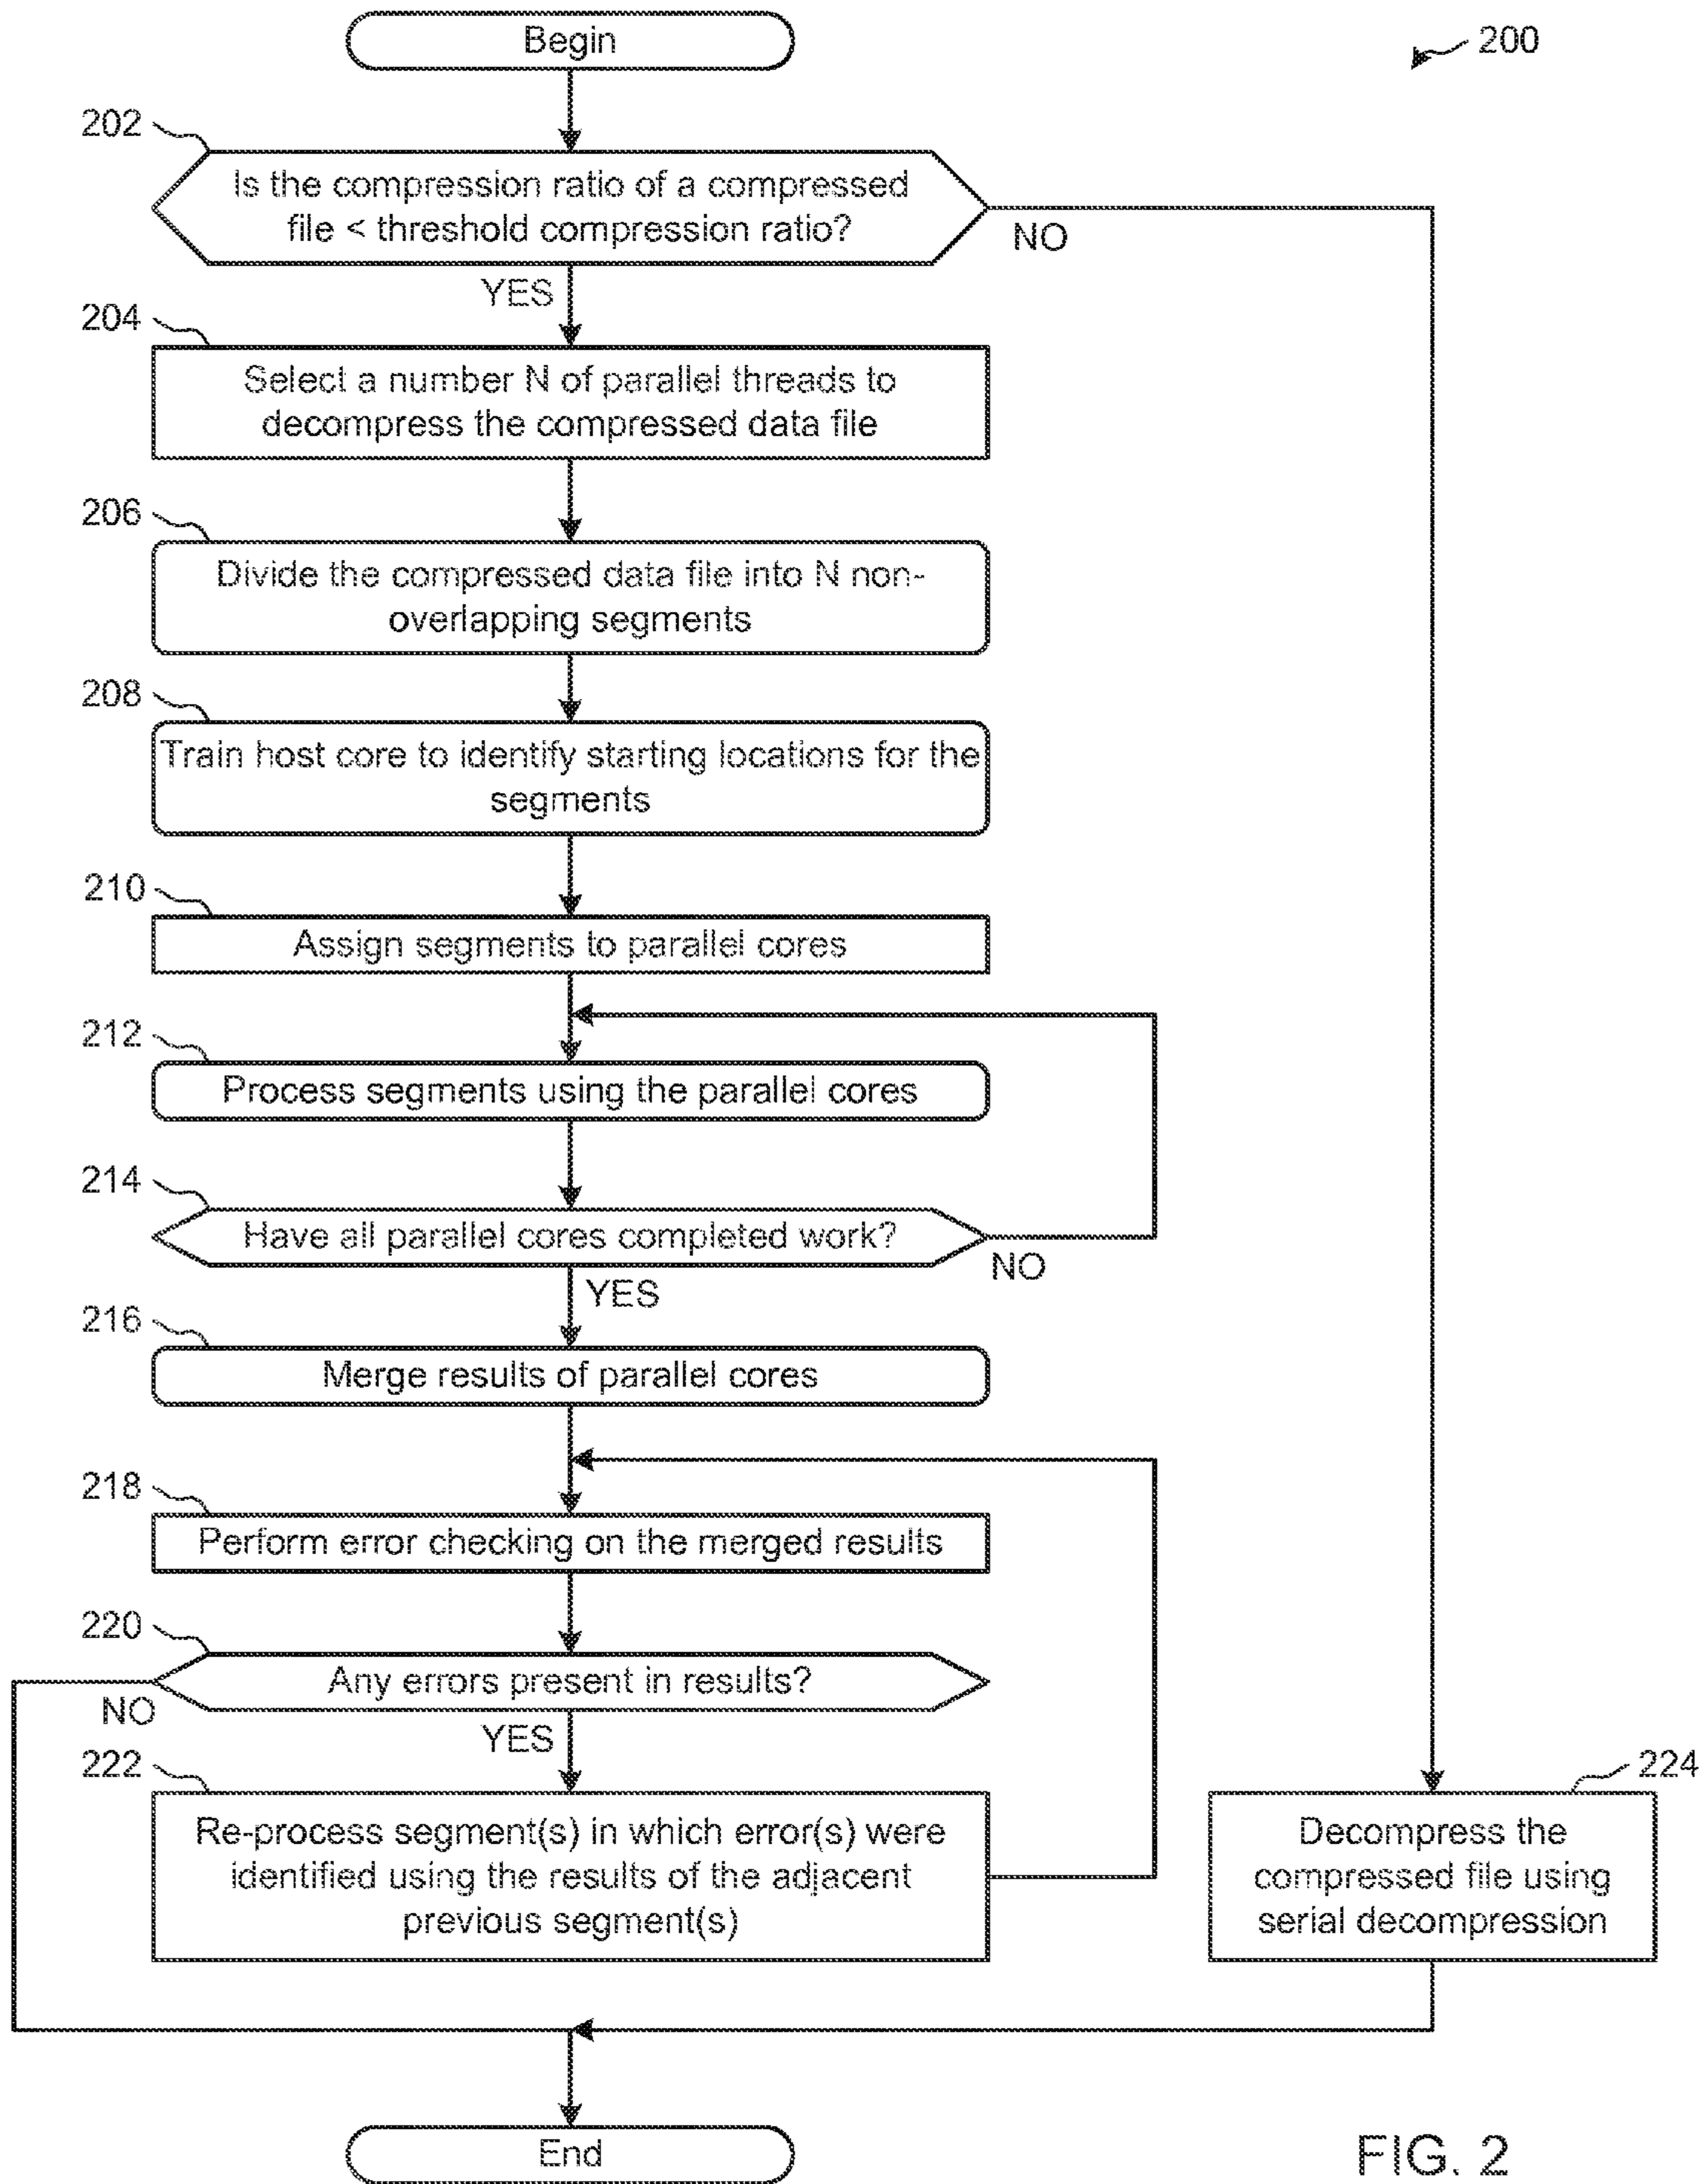 Begin
200
202
Is the compression ratio of a compressed
file < threshold compression ratio?
NO
YES
204
Select a number N of parallel threads to
decompress the compressed data file
206
Divide the compressed data file into N non-
overlapping segments
208
Train host core to identify starting locations for the
segments
210
Assign segments to parallel cores
212
Process segments using the parallel cores
214
Have all parallel cores completed work?
NO
YES
216
Merge results of parallel cores
218
Perform error checking on the merged results
220
Any errors present in results?
NO
YES
222
Re-process segment(s) in which error(s) were
identified using the results of the adjacent
previous segment(s)
224
Decompress the
compressed file using
serial decompression
End
FIG. 2